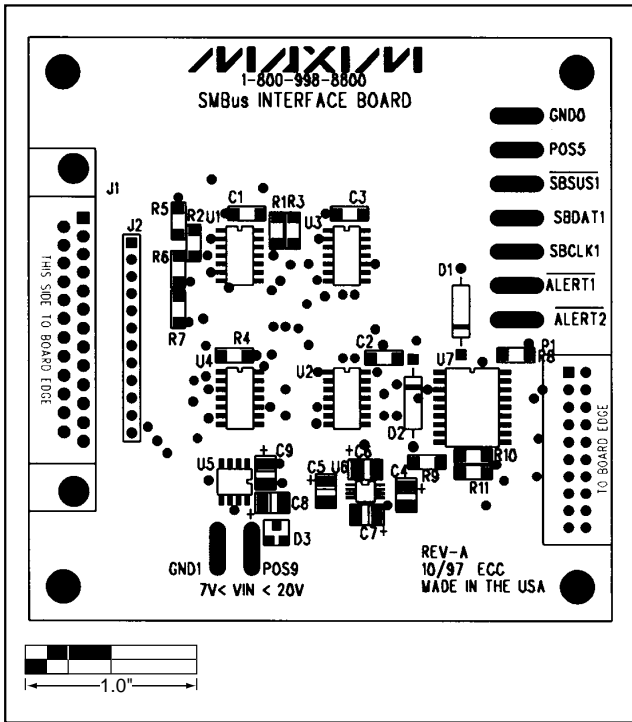 MAXIM
1-800-998-8800
SMBus INTERFACE BOARD
GND0
POS5
SBSUS1
SBDAT1
SBCLK1
ALERT1
ALERT2
J1
J2
THIS SIDE TO BOARD EDGE
R5
R2
R6
R7
U1
C1
R1
R3
U3
C3
D1
R4
U4
U2
C2
D2
U7
P1
R8
TO BOARD EDGE
U5
C9
C8
D3
C5
U6
C6
C7
C4
R9
R10
R11
GND1
POS9
7V< VIN < 20V
REV-A
10/97 ECC
MADE IN THE USA
1.0"